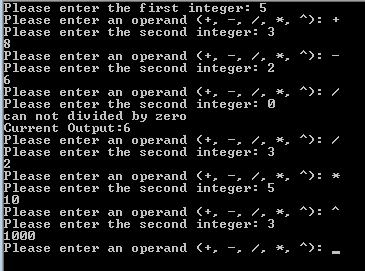 Please enter the first integer: 5
Please enter an operand (+, -, /, *, ^): +
Please enter the second integer: 3
8
Please enter an operand (+, -, /, *, ^): -
Please enter the second integer: 2
6
Please enter an operand (+, -, /, *, ^): /
Please enter the second integer: 0
can not divided by zero
Current Output:6
Please enter an operand (+, -, /, *, ^): /
Please enter the second integer: 3
2
Please enter an operand (+, -, /, *, ^): *
Please enter the second integer: 5
10
Please enter an operand (+, -, /, *, ^): ^
Please enter the second integer: 3
1000
Please enter an operand (+, -, /, *, ^): _